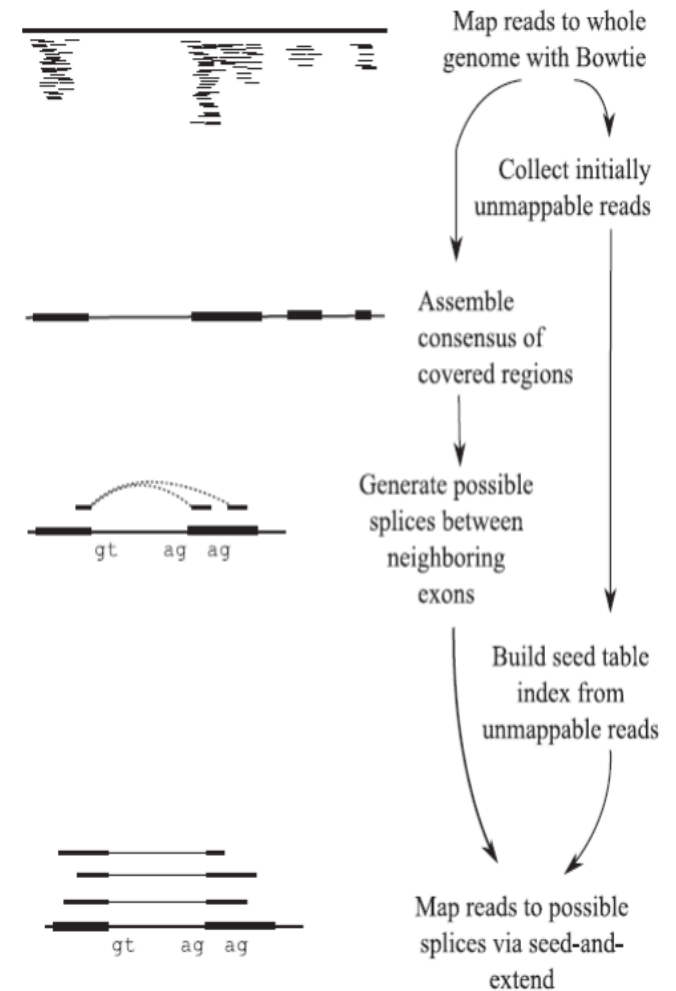 Map reads to whole
genome with Bowtie
Collect initially
unmappable reads
Assemble
consensus of
covered regions
Generate possible
splices between
neighboring
exons
gt ag ag
Build seed table
index from
unmappable reads
Map reads to possible
splices via seed-and-
extend
gt ag ag